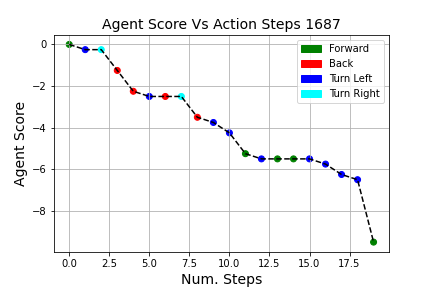 Agent Score Vs Action Steps 1687
Forward
Back
Turn Left
Turn Right
Agent Score
0
−2
−4
−6
−8
0.0 2.5 5.0 7.5 10.0 12.5 15.0 17.5
Num. Steps